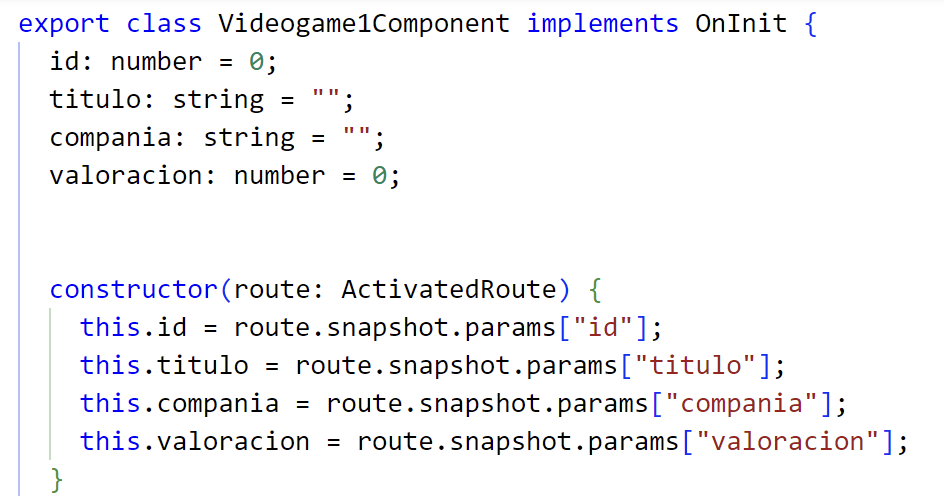 export class Videogame1Component implements OnInit {
id: number = 0;
titulo: string = "";
compania: string = "";
valoracion: number = 0;
constructor(route: ActivatedRoute) {
this.id = route.snapshot.params["id"];
this.titulo = route.snapshot.params["titulo"];
this.compania = route.snapshot.params["compania"];
this.valoracion = route.snapshot.params["valoracion"];
}